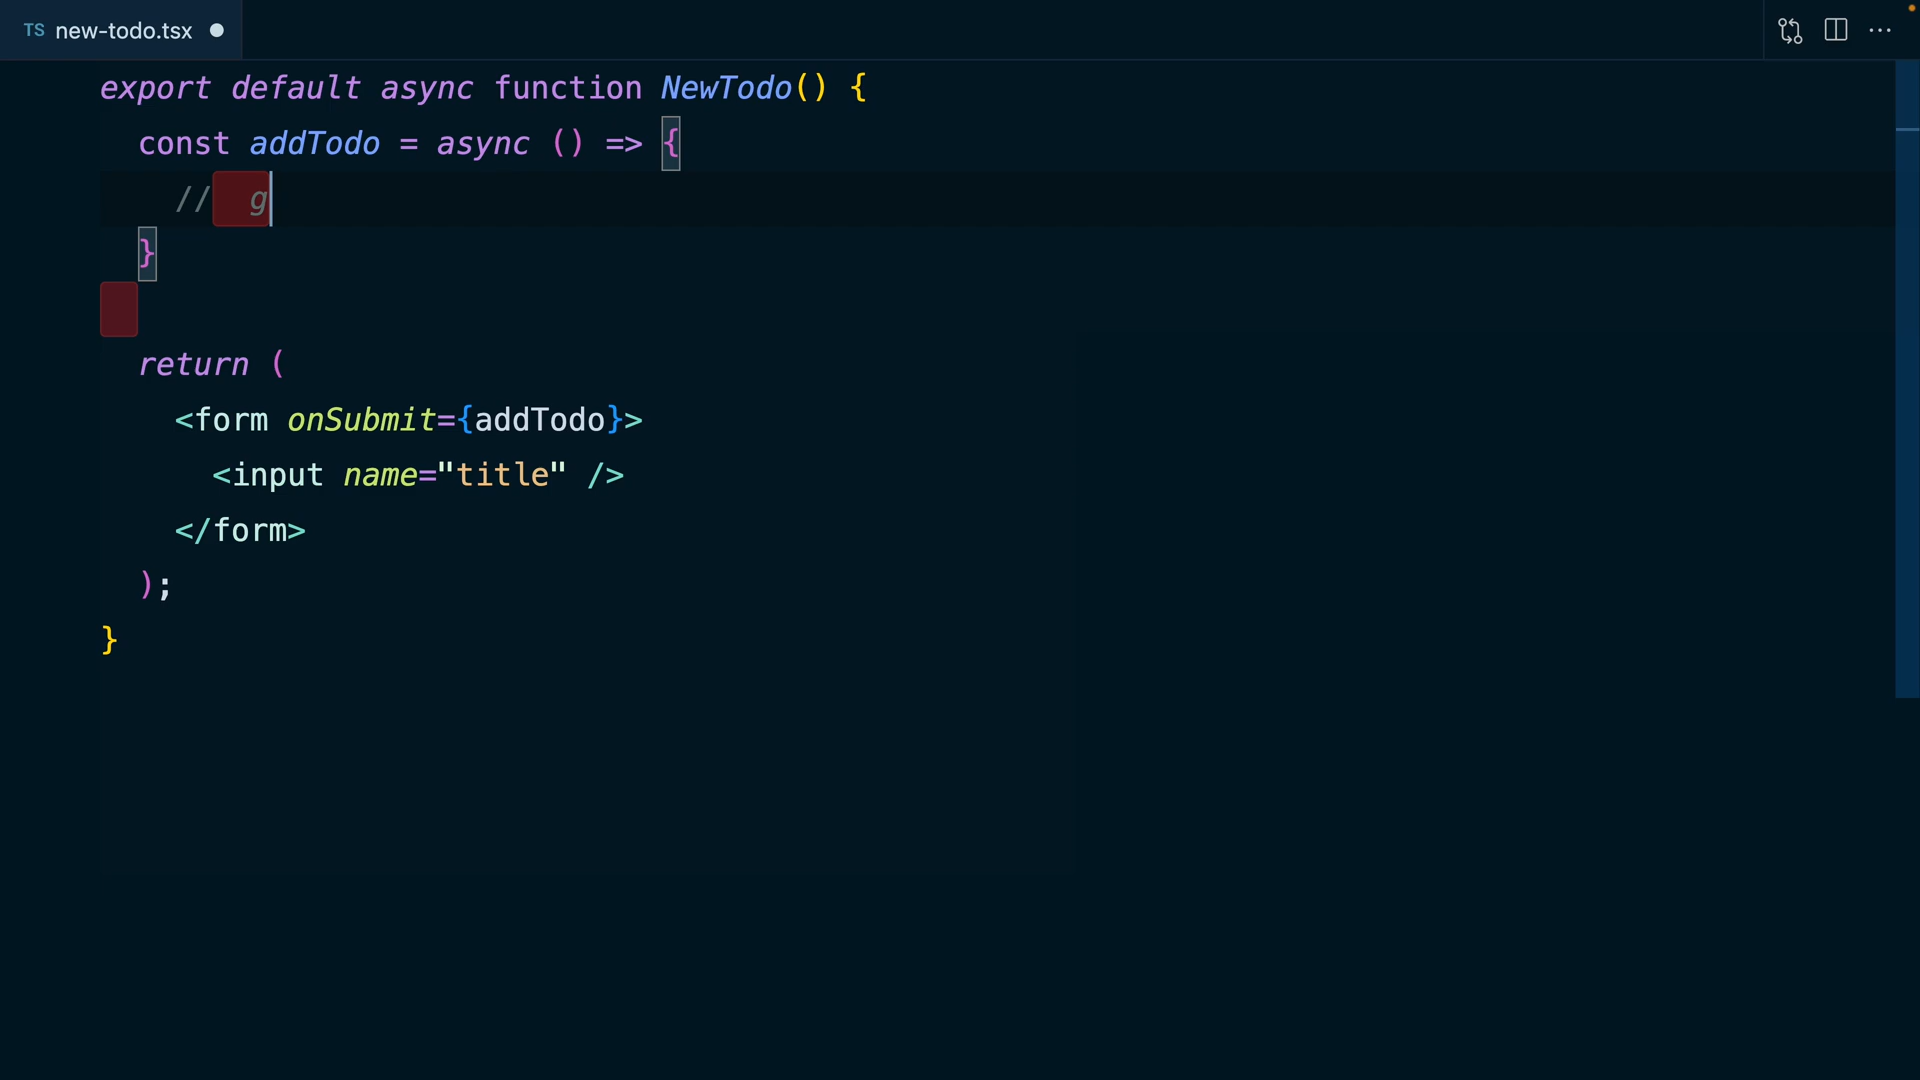 TS new-todo.tsx
export default async function NewTodo() {
  const addTodo = async () => {
    //  g
  }
  return (
    <form onSubmit={addTodo}>
      <input name="title" />
    </form>
  );
}